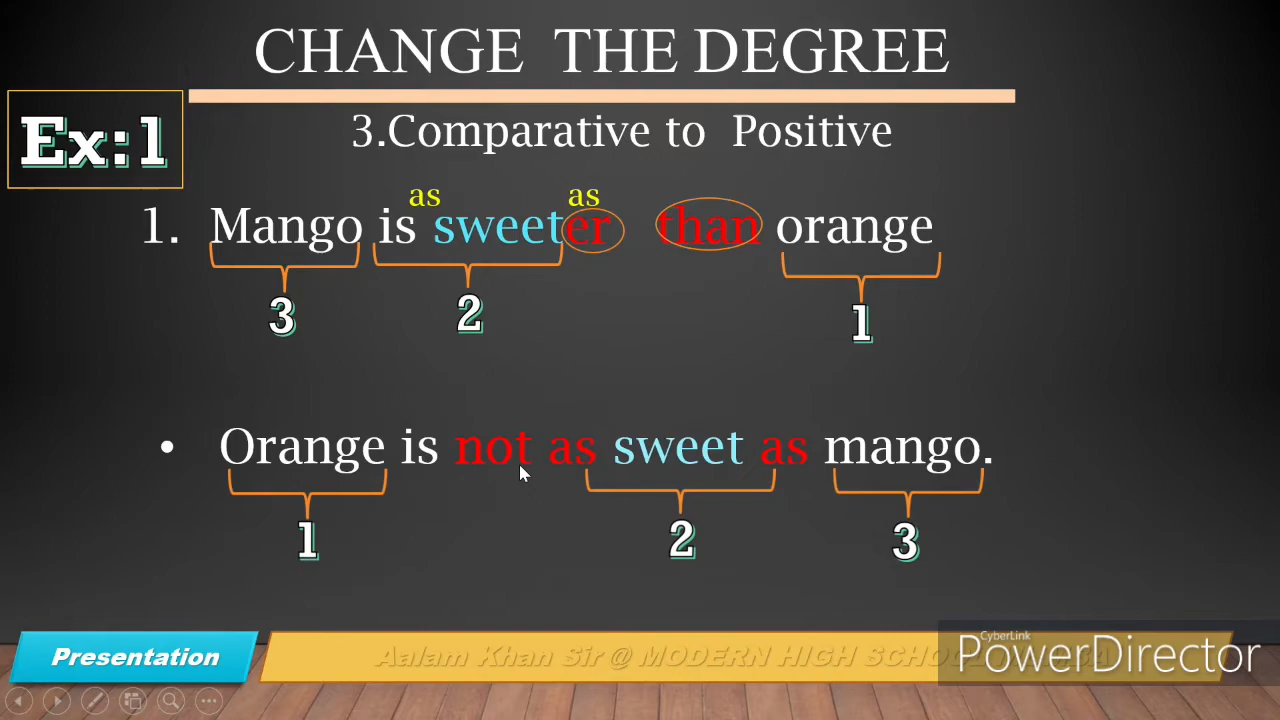 CHANGE THE DEGREE
Ex:1
3.Comparative to Positive
as as
1. Mango is sweeter than orange
3 2 1
• Orange is not as sweet as mango.
1 2 3
Presentation
Aalam Khan Sir @ MODERN HIGH
CyberLink
PowerDirector